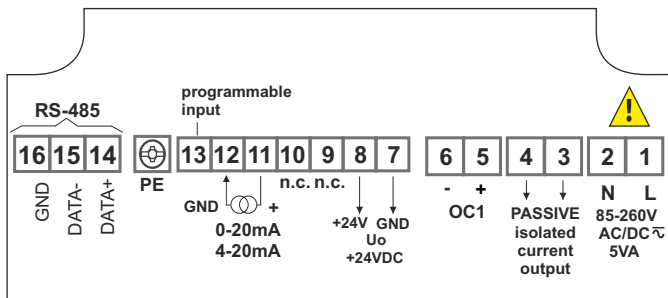 programmable
input
RS-485
16 15 14 PE 13 12 11 10 9 8 7 6 5 4 3 2 1
GND DATA- DATA+
n.c. n.c.
GND +
0-20mA
4-20mA
+24V GND
Uo
+24VDC
- +
OC1
PASSIVE
isolated
current
output
N L
85-260V
AC/DC
5VA
!